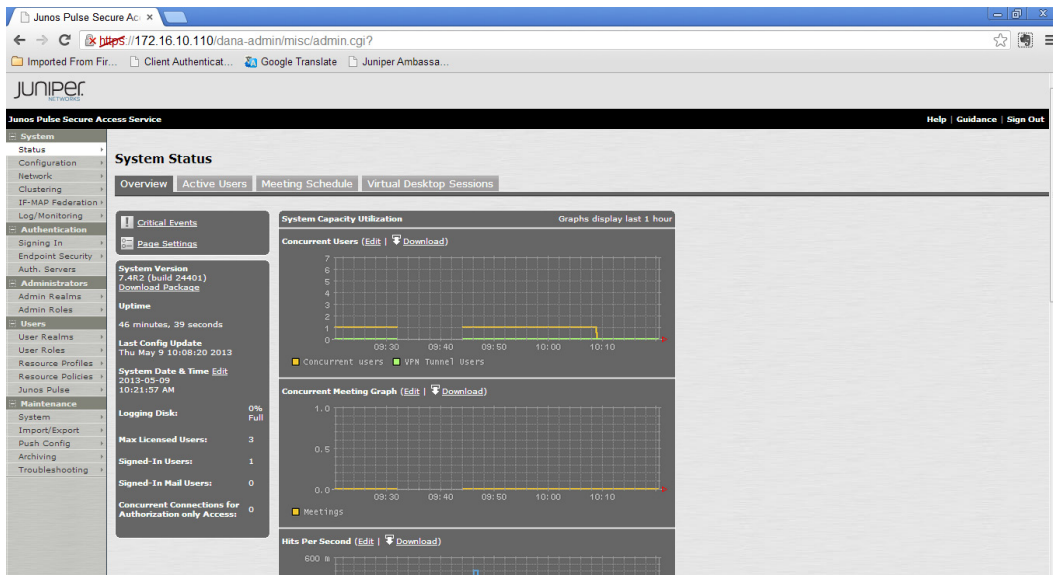 Junos Pulse Secure Acc
https://172.16.10.110/dana-admin/misc/admin.cgi?
Imported From Fir... Client Authenticat... Google Translate Juniper Ambassa...
JUNIPER
NETWORKS
Junos Pulse Secure Access Service
Help | Guidance | Sign Out
System
Status
Configuration
Network
Clustering
IF-MAP Federation
Log/Monitoring
Authentication
Signing In
Endpoint Security
Auth. Servers
Administrators
Admin Realms
Admin Roles
Users
User Realms
User Roles
Resource Profiles
Resource Policies
Junos Pulse
Maintenance
System
Import/Export
Push Config
Archiving
Troubleshooting
System Status
Overview Active Users Meeting Schedule Virtual Desktop Sessions
Critical Events
Page Settings
System Version
7.4R2 (build 24401)
Download Package
Uptime
46 minutes, 39 seconds
Last Config Update
Thu May 9 10:08:20 2013
System Date & Time Edit
2013-05-09
10:21:57 AM
Logging Disk: 0% Full
Max Licensed Users: 3
Signed-In Users: 1
Signed-In Mail Users: 0
Concurrent Connections for
Authorization only Access: 0
System Capacity Utilization Graphs display last 1 hour
Concurrent Users (Edit | Download)
7
6
5
4
3
2
1
0
09:30 09:40 09:50 10:00 10:10
Concurrent users VPN Tunnel Users
Concurrent Meeting Graph (Edit | Download)
1.0
0.5
0.0
09:30 09:40 09:50 10:00 10:10
Meetings
Hits Per Second (Edit | Download)
600 m